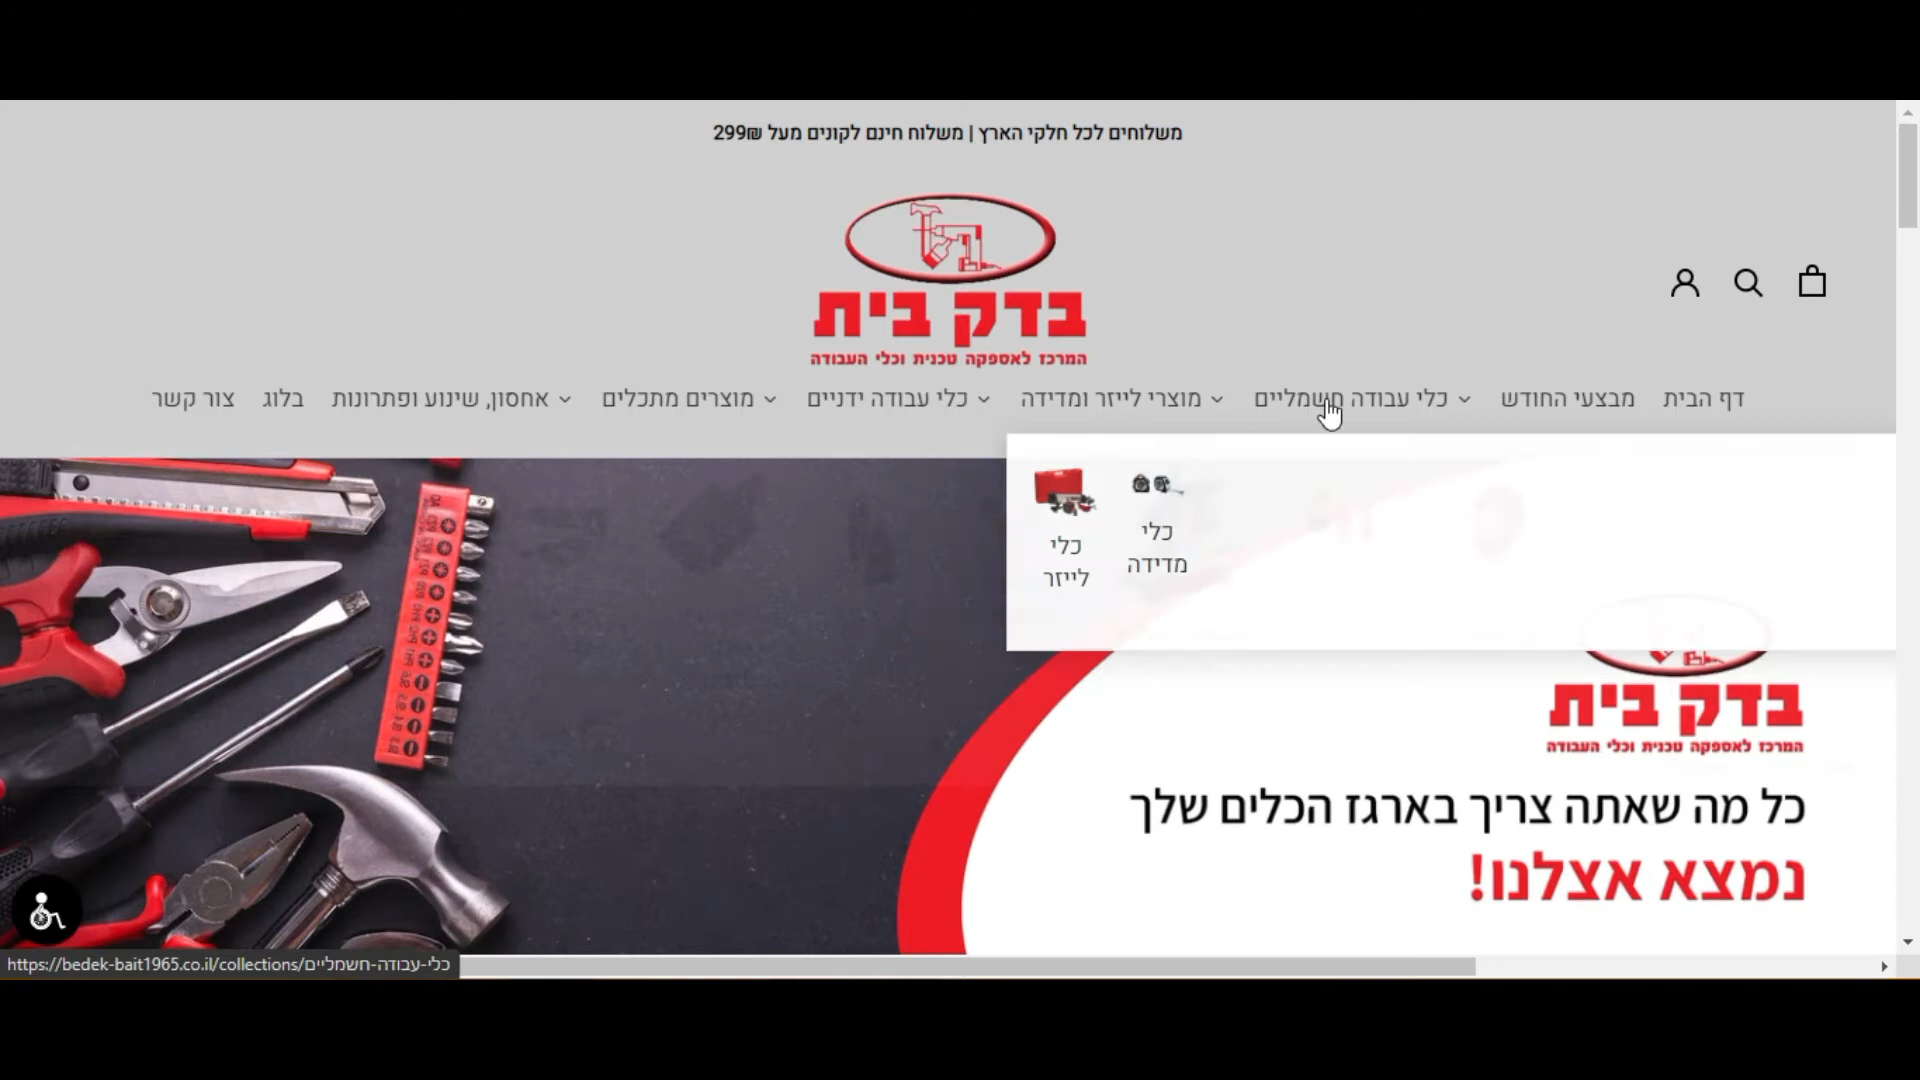 משלוחים לכל חלקי הארץ | משלוח חינם לקונים מעל 299₪
בדק בית
המרכז לאספקה טכנית וכלי העבודה
דף הבית
מבצעי החודש
כלי עבודה חשמליים
מוצרי לייזר ומדידה
כלי עבודה ידניים
מוצרים מתכלים
אחסון, שינוע ופתרונות
בלוג
צור קשר
כלי
מדידה
כלי
לייזר
בדק בית
המרכז לאספקה טכנית וכלי העבודה
כל מה שאתה צריך בארגז הכלים שלך
נמצא אצלנו!
https://bedek-bait1965.co.il/collections/כלי-עבודה-חשמליים